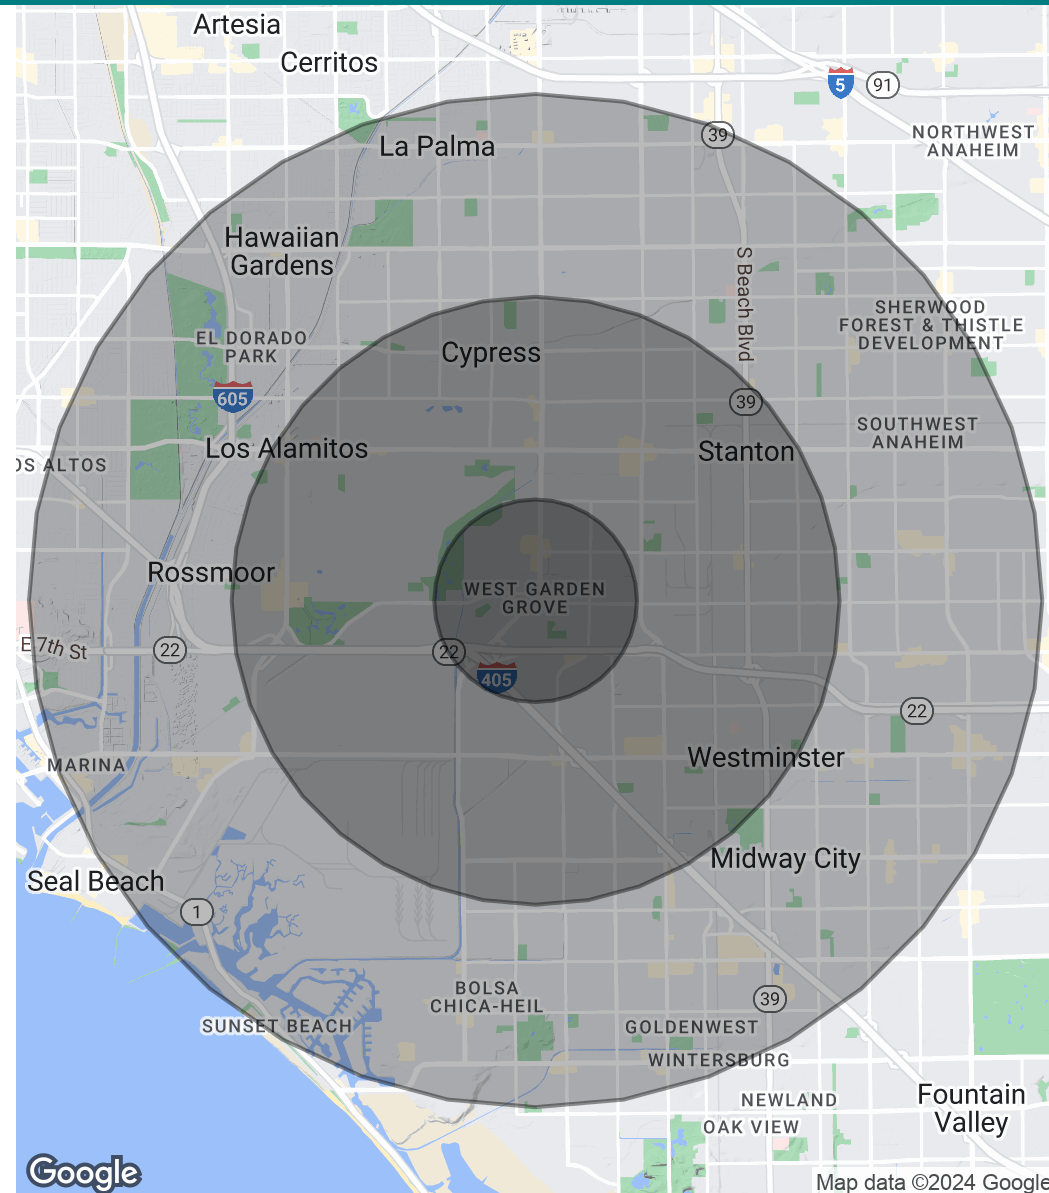 Artesia
Cerritos
5
91
39
NORTHWEST
ANAHEIM
La Palma
Hawaiian
Gardens
S Beach Blvd
SHERWOOD
FOREST & THISTLE
DEVELOPMENT
EL DORADO
PARK
Cypress
605
39
SOUTHWEST
ANAHEIM
Los Alamitos
Stanton
OS ALTOS
Rossmoor
WEST GARDEN
GROVE
E 7th St
22
22
405
22
Westminster
MARINA
Midway City
Seal Beach
1
BOLSA
CHICA-HEIL
39
SUNSET BEACH
GOLDENWEST
WINTERSBURG
NEWLAND
Fountain
Valley
OAK VIEW
Google
Map data ©2024 Google